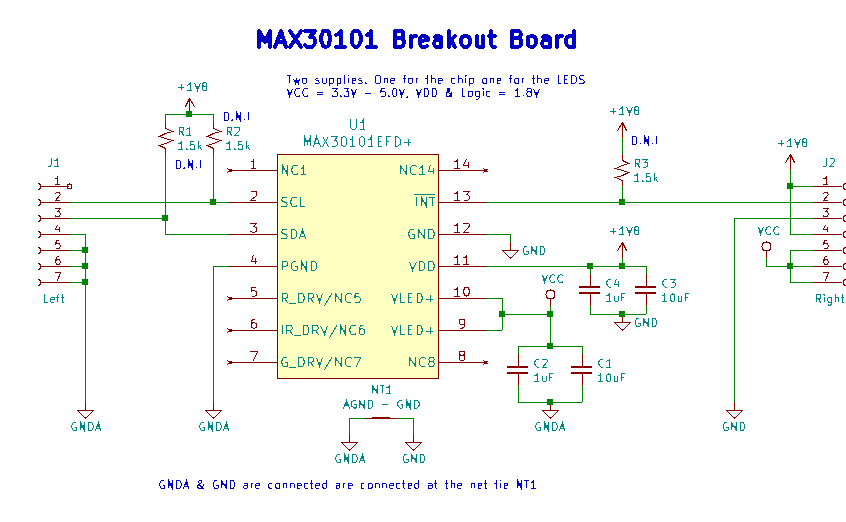 MAX30101 Breakout Board
Two supplies. One for the chip one for the LEDS
VCC = 3.3V - 5.0V, VDD & Logic = 1.8V
+1V8
D.N.I
R1
1.5k
R2
1.5k
D.N.I
U1
MAX30101EFD+
1 NC1
2 SCL
3 SDA
4 PGND
5 R_DRV/NC5
6 IR_DRV/NC6
7 G_DRV/NC7
NC14 14
INT 13
GND 12
VDD 11
VLED+ 10
VLED+ 9
NC8 8
J1
1
2
3
4
5
6
7
Left
GNDA
GNDA
+1V8
D.N.I
R3
1.5k
GND
+1V8
C4
1uF
C3
10uF
GND
VCC
C2
1uF
C1
10uF
GNDA
+1V8
J2
1
2
3
4
5
6
7
Right
VCC
GND
NT1
AGND - GND
GNDA
GND
GNDA & GND are connected are connected at the net tie NT1